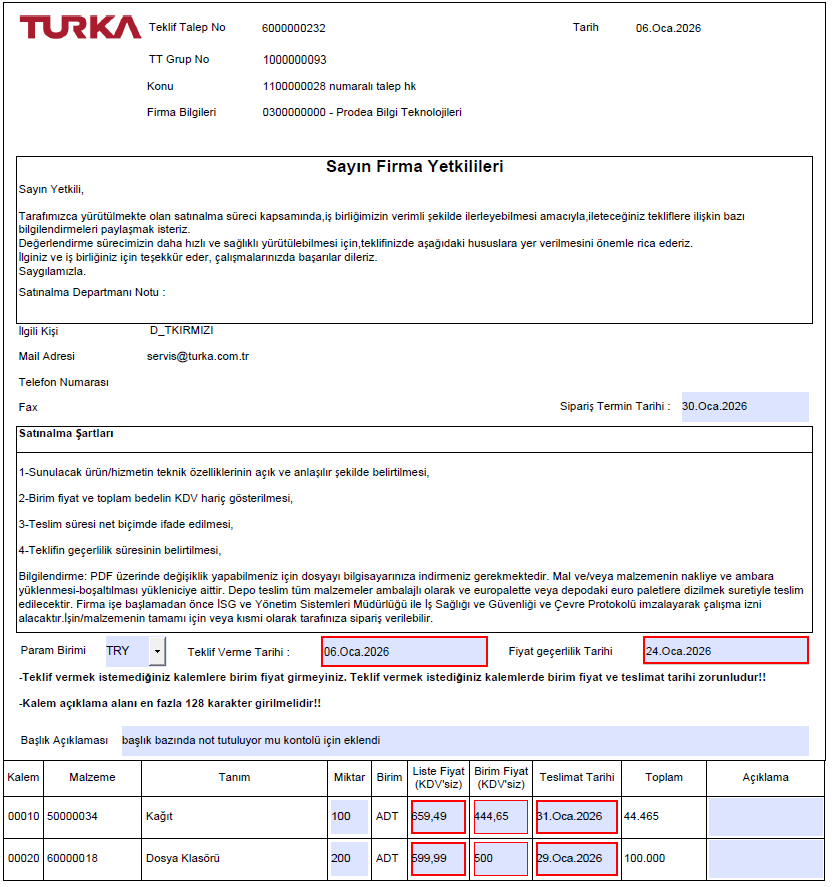 TURKA Teklif Talep No 6000000232 Tarih 06.Oca.2026
TT Grup No 1000000093
Konu 1100000028 numaralı talep hk
Firma Bilgileri 0300000000 - Prodea Bilgi Teknolojileri
Sayın Firma Yetkilileri
Sayın Yetkili,
Tarafımızca yürütülmekte olan satınalma süreci kapsamında,iş birliğimizin verimli şekilde ilerleyebilmesi amacıyla,ileteceğiniz tekliflere ilişkin bazı
bilgilendirmeleri paylaşmak isteriz.
Değerlendirme sürecimizin daha hızlı ve sağlıklı yürütülebilmesi için,teklifinizde aşağıdaki hususlara yer verilmesini önemle rica ederiz.
İlginiz ve iş birliğiniz için teşekkür eder, çalışmalarınızda başarılar dileriz.
Saygılamızla.
Satınalma Departmanı Notu :
İlgili Kişi D_TKIRMIZI
Mail Adresi servis@turka.com.tr
Telefon Numarası
Fax Sipariş Termin Tarihi : 30.Oca.2026
Satınalma Şartları
1-Sunulacak ürün/hizmetin teknik özelliklerinin açık ve anlaşılır şekilde belirtilmesi,
2-Birim fiyat ve toplam bedelin KDV hariç gösterilmesi,
3-Teslim süresi net biçimde ifade edilmesi,
4-Teklifin geçerlilik süresinin belirtilmesi,
Bilgilendirme: PDF üzerinde değişiklik yapabilmeniz için dosyayı bilgisayarınıza indirmeniz gerekmektedir. Mal ve/veya malzemenin nakliye ve ambara
yüklenmesi-boşaltılması yükleniciye aittir. Depo teslim tüm malzemeler ambalajlı olarak ve europalette veya depodaki euro paletlere dizilmek suretiyle teslim
edilecektir. Firma işe başlamadan önce İSG ve Yönetim Sistemleri Müdürlüğü ile İş Sağlığı ve Güvenliği ve Çevre Protokolü imzalayarak çalışma izni
alacaktır.İşin/malzemenin tamamı için veya kısmi olarak tarafınıza sipariş verilebilir.
Param Birimi TRY Teklif Verme Tarihi : 06.Oca.2026 Fiyat geçerlilik Tarihi 24.Oca.2026
-Teklif vermek istemediğiniz kalemlere birim fiyat girmeyiniz. Teklif vermek istediğiniz kalemlerde birim fiyat ve teslimat tarihi zorunludur!!
-Kalem açıklama alanı en fazla 128 karakter girilmelidir!!
Başlık Açıklaması başlık bazında not tutuluyor mu kontolü için eklendi
Kalem Malzeme Tanım Miktar Birim Liste Fiyat (KDV'siz) Birim Fiyat (KDV'siz) Teslimat Tarihi Toplam Açıklama
00010 50000034 Kağıt 100 ADT 659,49 444,65 31.Oca.2026 44.465
00020 60000018 Dosya Klasörü 200 ADT 599,99 500 29.Oca.2026 100.000